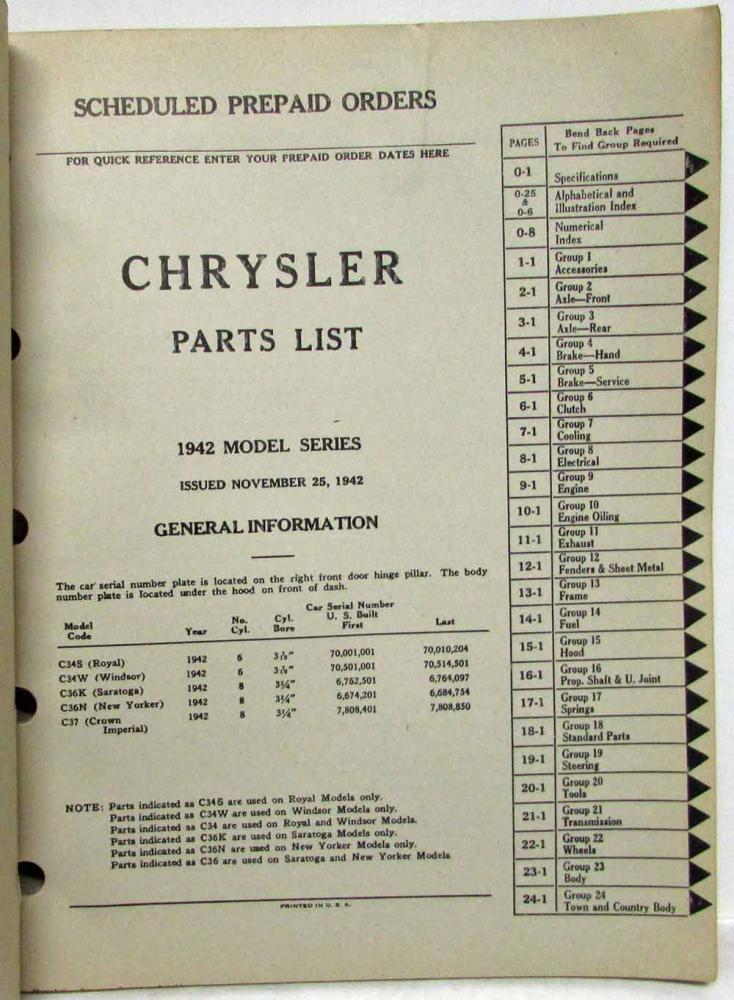 SCHEDULED PREPAID ORDERS
FOR QUICK REFERENCE ENTER YOUR PREPAID ORDER DATES HERE
CHRYSLER
PARTS LIST
1942 MODEL SERIES
ISSUED NOVEMBER 25, 1942
GENERAL INFORMATION
The car serial number plate is located on the right front door hinge pillar. The body
number plate is located under the hood on front of dash.
Car Serial Number
Model No. Cyl. U. S. Built
Code Year Cyl. Bore First Last
C34S (Royal) 1942 6 70,001,001 70,010,204
C34W (Windsor) 1942 6 70,501,001 70,514,501
C36K (Saratoga) 1942 8 3¼" 6,762,501 6,764,097
C36N (New Yorker) 1942 8 3¼" 6,674,201 6,684,754
C37 (Crown 1942 8 3¼" 7,808,401 7,808,850
Imperial)
NOTE: Parts indicated as C34S are used on Royal Models only.
Parts indicated as C34W are used on Windsor Models only.
Parts indicated as C34 are used on Royal and Windsor Models.
Parts indicated as C36K are used on Saratoga Models only.
Parts indicated as C36N are used on New Yorker Models only.
Parts indicated as C36 are used on Saratoga and New Yorker Models
PRINTED IN U. S. A.
PAGES
Bend Back Pages
To Find Group Required
0-1 Specifications
0-25 Alphabetical and
& 0-6 Illustration Index
0-8 Numerical
Index
1-1 Group 1
Accessories
2-1 Group 2
Axle—Front
3-1 Group 3
Axle—Rear
4-1 Group 4
Brake—Hand
5-1 Group 5
Brake—Service
6-1 Group 6
Clutch
7-1 Group 7
Cooling
8-1 Group 8
Electrical
9-1 Group 9
Engine
10-1 Group 10
Engine Oiling
11-1 Group 11
Exhaust
12-1 Group 12
Fenders & Sheet Metal
13-1 Group 13
Frame
14-1 Group 14
Fuel
15-1 Group 15
Hood
16-1 Group 16
Prop. Shaft & U. Joint
17-1 Group 17
Springs
18-1 Group 18
Standard Parts
19-1 Group 19
Steering
20-1 Group 20
Tools
21-1 Group 21
Transmission
22-1 Group 22
Wheels
23-1 Group 23
Body
24-1 Group 24
Town and Country Body